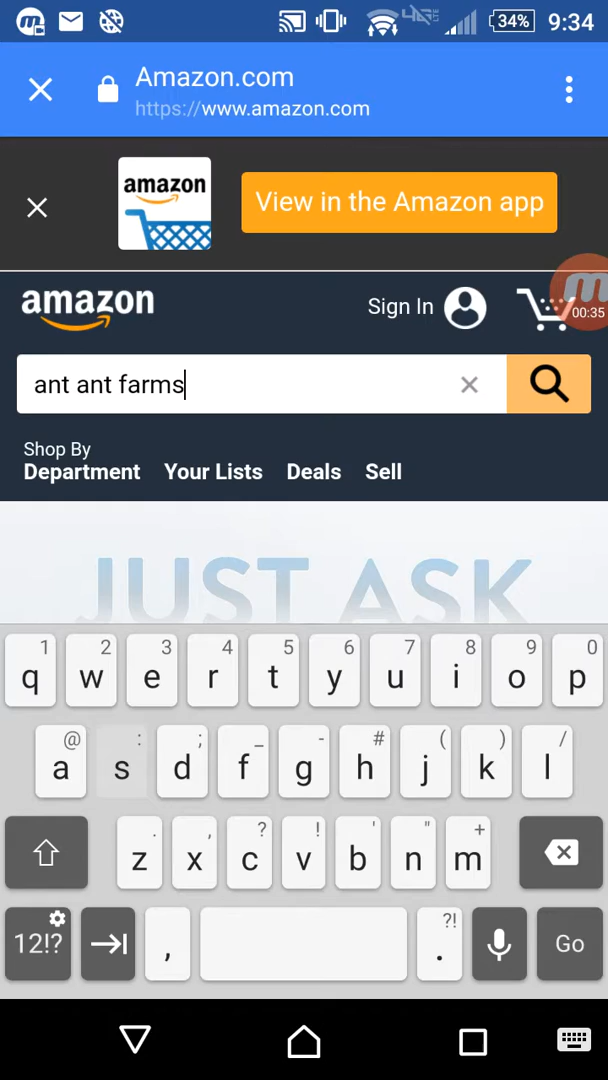 34% 9:34
Amazon.com
https://www.amazon.com
amazon
View in the Amazon app
00:35
amazon
Sign In
ant ant farms
Shop By
Department Your Lists Deals Sell
JUST ASK
1 2 3 4 5 6 7 8 9 0
q w e r t y u i o p
@ : ; _ - # ( ) /
a s d f g h j k l
. , ? ! ' " +
z x c v b n m
12!? , . ?! Go